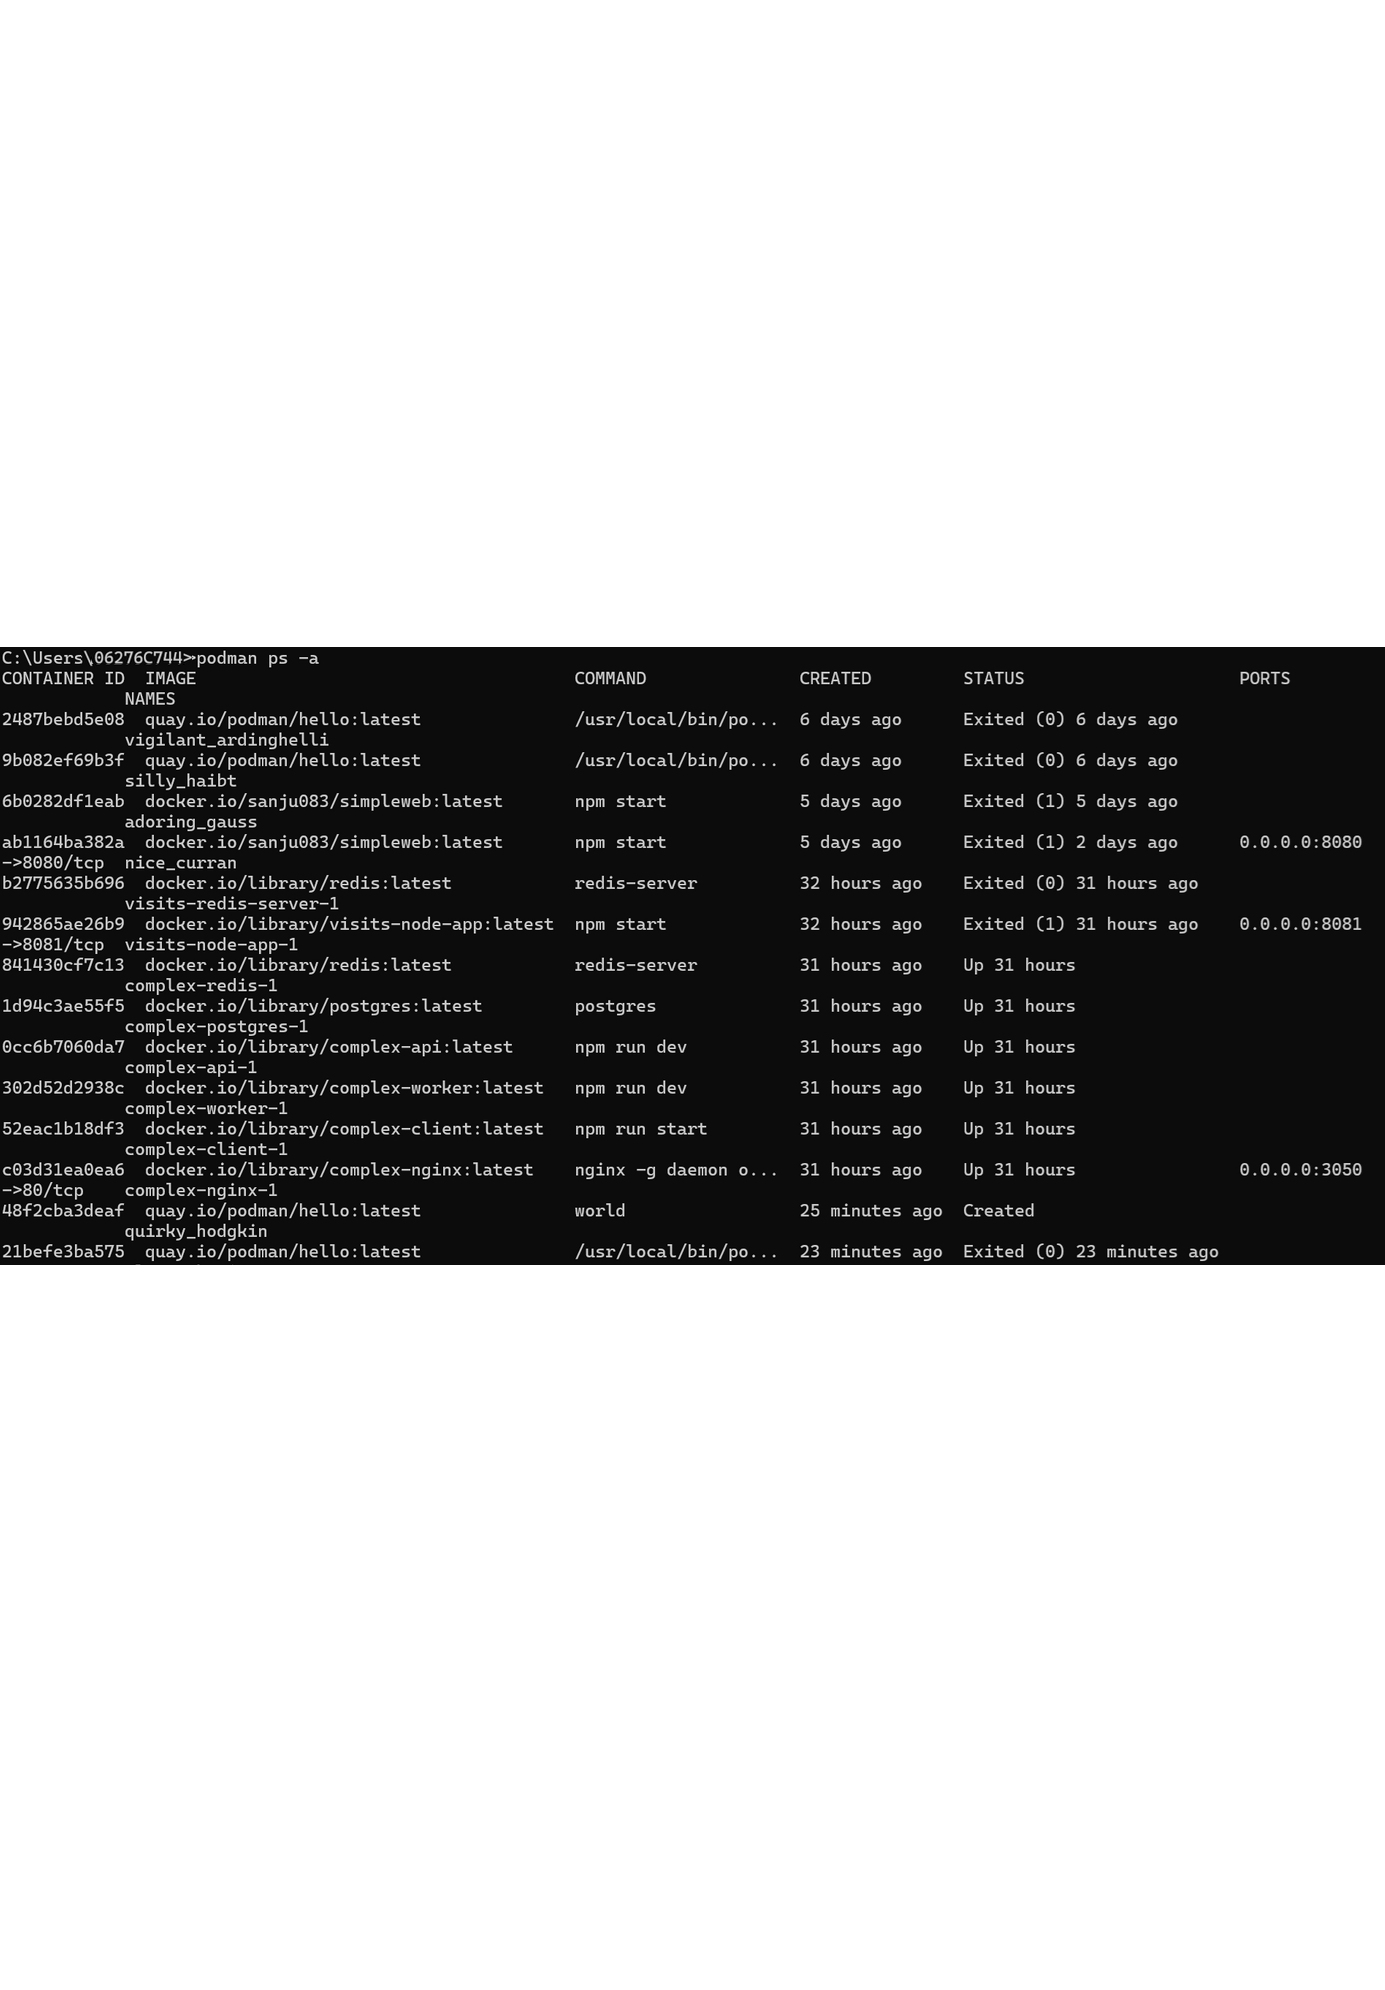 C:\Users\06276C744>podman ps -a
CONTAINER ID  IMAGE                                     COMMAND               CREATED         STATUS                     PORTS
            NAMES
2487bebd5e08  quay.io/podman/hello:latest               /usr/local/bin/po...  6 days ago      Exited (0) 6 days ago
            vigilant_ardinghelli
9b082ef69b3f  quay.io/podman/hello:latest               /usr/local/bin/po...  6 days ago      Exited (0) 6 days ago
            silly_haibt
6b0282df1eab  docker.io/sanju083/simpleweb:latest       npm start             5 days ago      Exited (1) 5 days ago
            adoring_gauss
ab1164ba382a  docker.io/sanju083/simpleweb:latest       npm start             5 days ago      Exited (1) 2 days ago      0.0.0.0:8080
->8080/tcp  nice_curran
b2775635b696  docker.io/library/redis:latest            redis-server          32 hours ago    Exited (0) 31 hours ago
            visits-redis-server-1
942865ae26b9  docker.io/library/visits-node-app:latest  npm start             32 hours ago    Exited (1) 31 hours ago    0.0.0.0:8081
->8081/tcp  visits-node-app-1
841430cf7c13  docker.io/library/redis:latest            redis-server          31 hours ago    Up 31 hours
            complex-redis-1
1d94c3ae55f5  docker.io/library/postgres:latest         postgres              31 hours ago    Up 31 hours
            complex-postgres-1
0cc6b7060da7  docker.io/library/complex-api:latest      npm run dev           31 hours ago    Up 31 hours
            complex-api-1
302d52d2938c  docker.io/library/complex-worker:latest   npm run dev           31 hours ago    Up 31 hours
            complex-worker-1
52eac1b18df3  docker.io/library/complex-client:latest   npm run start         31 hours ago    Up 31 hours
            complex-client-1
c03d31ea0ea6  docker.io/library/complex-nginx:latest    nginx -g daemon o...  31 hours ago    Up 31 hours                0.0.0.0:3050
->80/tcp    complex-nginx-1
48f2cba3deaf  quay.io/podman/hello:latest               world                 25 minutes ago  Created
            quirky_hodgkin
21befe3ba575  quay.io/podman/hello:latest               /usr/local/bin/po...  23 minutes ago  Exited (0) 23 minutes ago